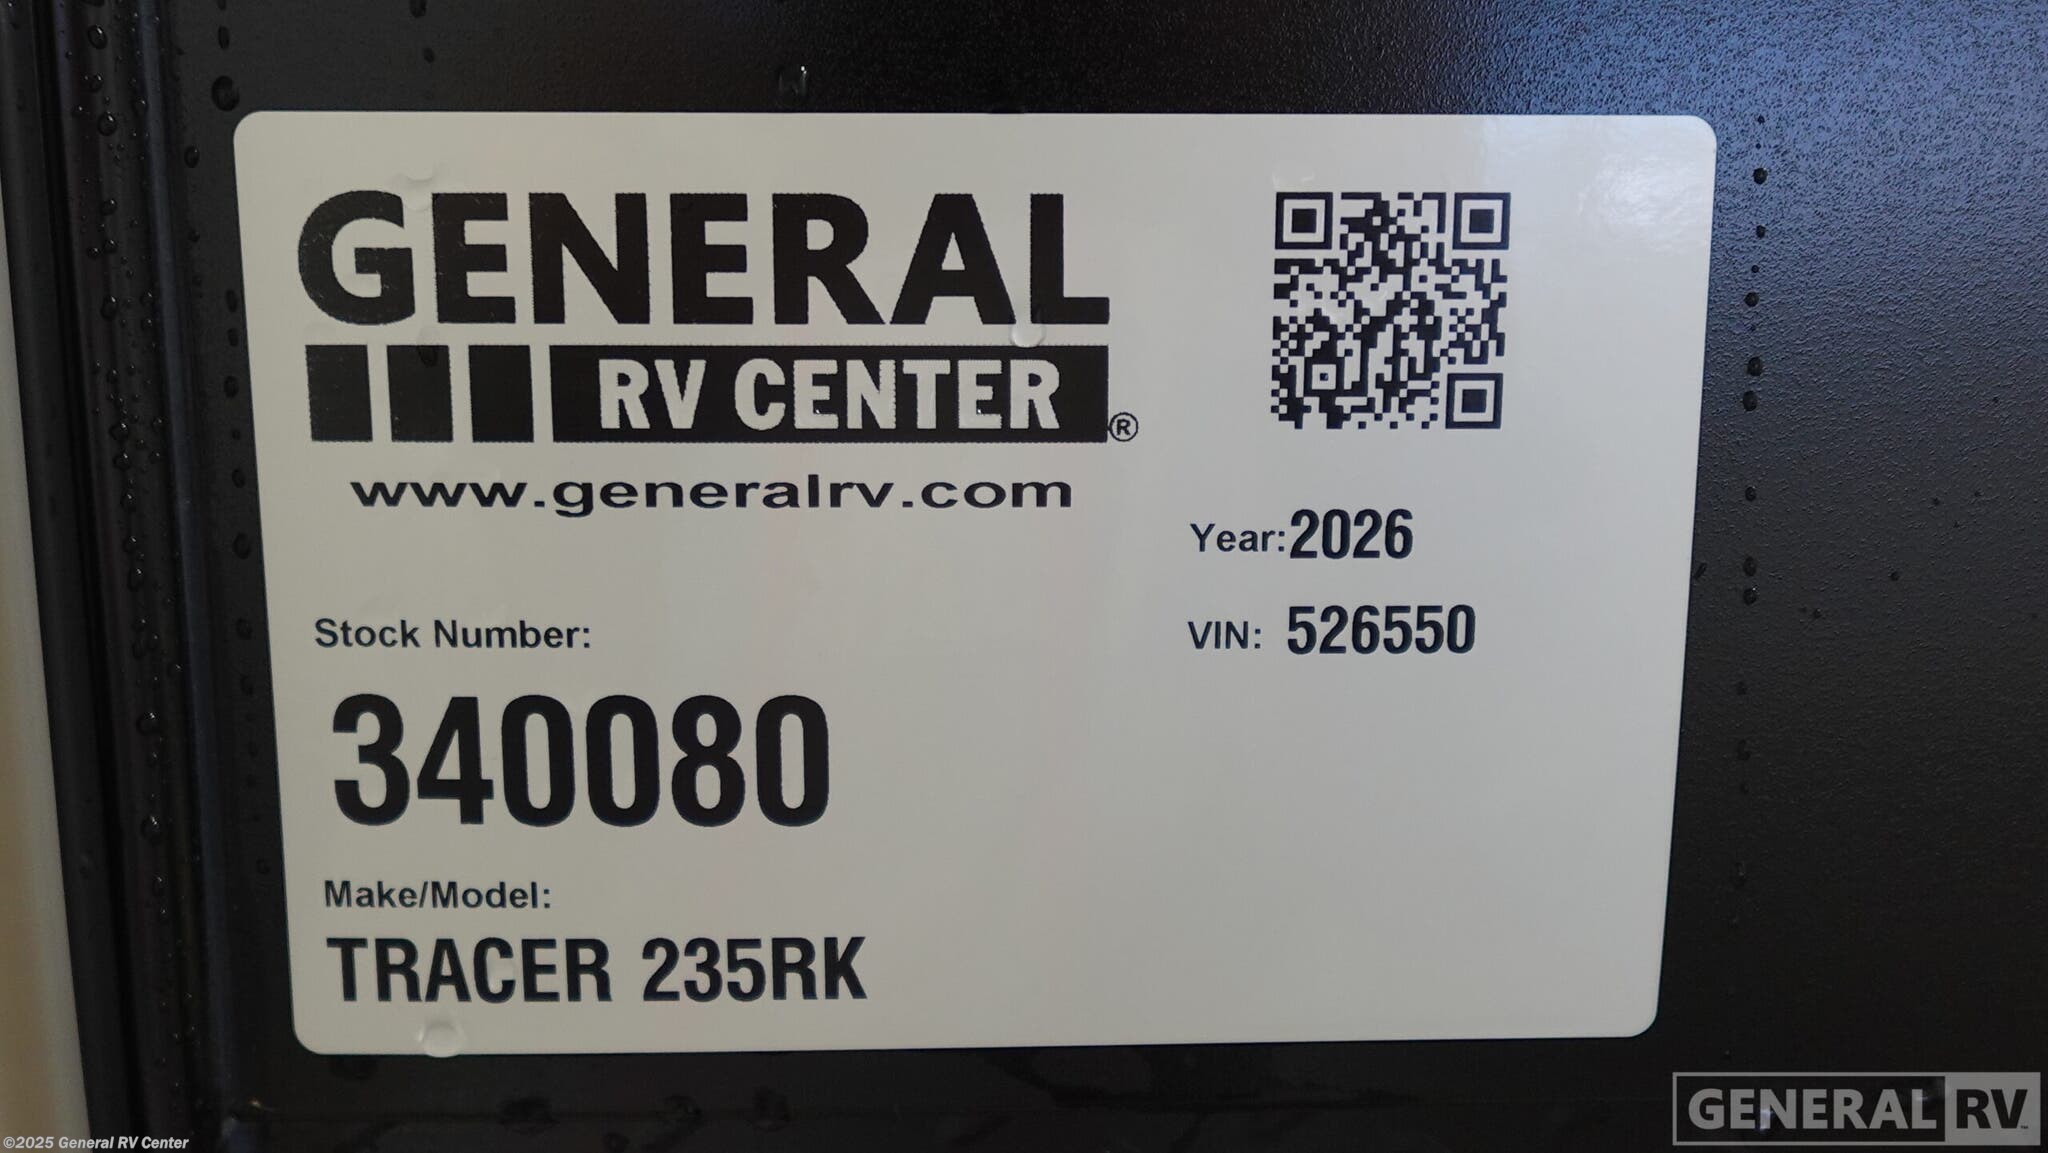 GENERAL
RV CENTER®
www.generalrv.com
Year: 2026
VIN: 526550
Stock Number:
340080
Make/Model:
TRACER 235RK
GENERAL RV™
©2025 General RV Center